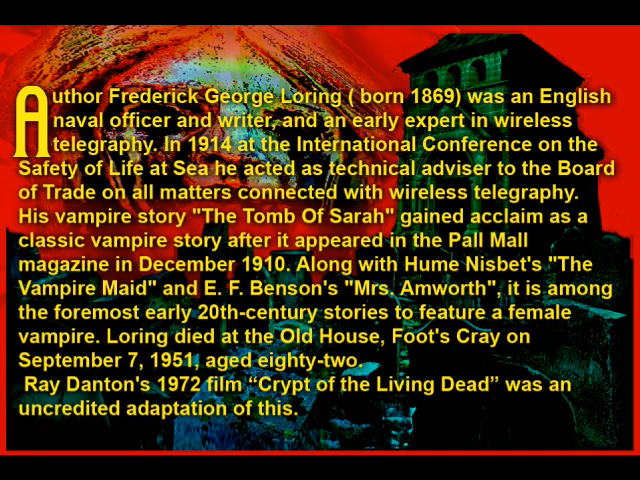 Author Frederick George Loring ( born 1869) was an English
naval officer and writer, and an early expert in wireless
telegraphy. In 1914 at the International Conference on the
Safety of Life at Sea he acted as technical adviser to the Board
of Trade on all matters connected with wireless telegraphy.
His vampire story "The Tomb Of Sarah" gained acclaim as a
classic vampire story after it appeared in the Pall Mall
magazine in December 1910. Along with Hume Nisbet's "The
Vampire Maid" and E. F. Benson's "Mrs. Amworth", it is among
the foremost early 20th-century stories to feature a female
vampire. Loring died at the Old House, Foot's Cray on
September 7, 1951, aged eighty-two.
Ray Danton's 1972 film “Crypt of the Living Dead” was an
uncredited adaptation of this.